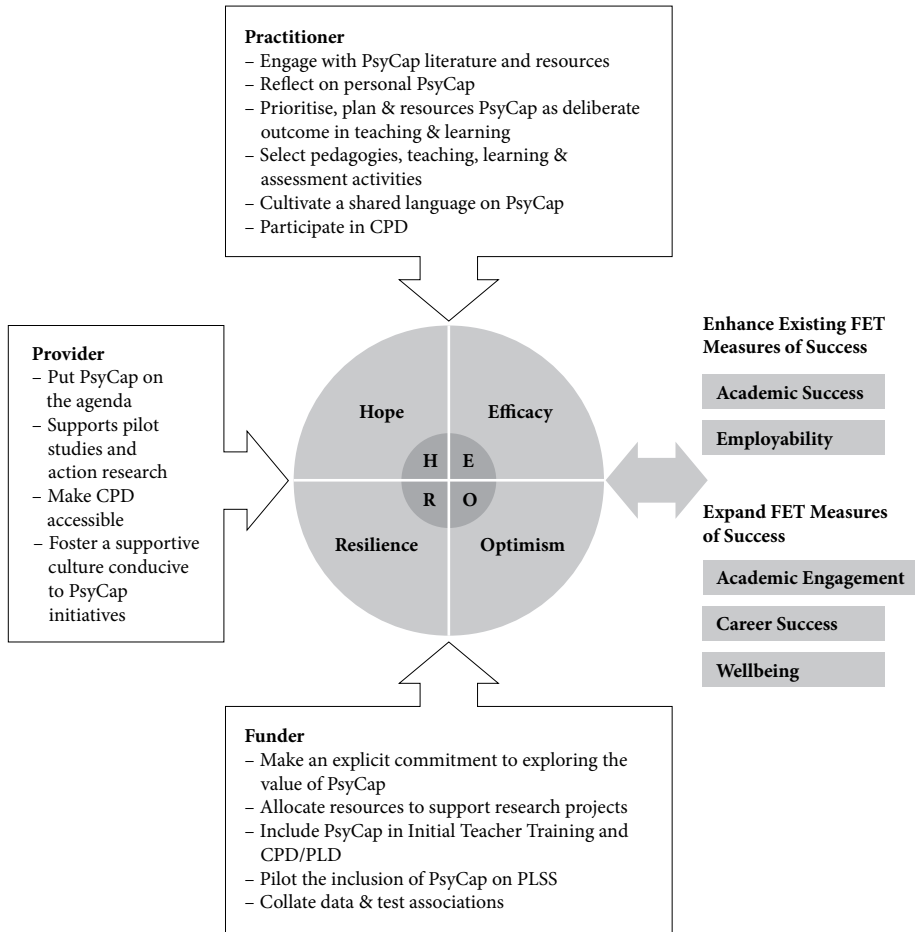 Practitioner
– Engage with PsyCap literature and resources
– Reflect on personal PsyCap
– Prioritise, plan & resources PsyCap as deliberate
outcome in teaching & learning
– Select pedagogies, teaching, learning &
assessment activities
– Cultivate a shared language on PsyCap
– Participate in CPD
Provider
– Put PsyCap on
the agenda
– Supports pilot
studies and
action research
– Make CPD
accessible
– Foster a supportive
culture conducive
to PsyCap
initiatives
Hope
Efficacy
H E
R O
Resilience
Optimism
Enhance Existing FET
Measures of Success
Academic Success
Employability
Expand FET Measures
of Success
Academic Engagement
Career Success
Wellbeing
Funder
– Make an explicit commitment to exploring the
value of PsyCap
– Allocate resources to support research projects
– Include PsyCap in Initial Teacher Training and
CPD/PLD
– Pilot the inclusion of PsyCap on PLSS
– Collate data & test associations